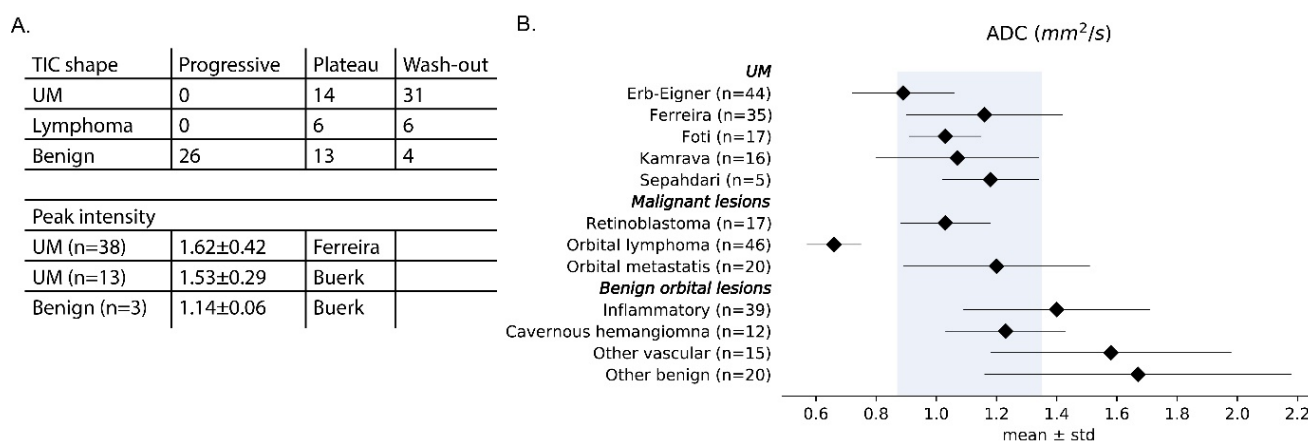 A.
TIC shape Progressive Plateau Wash-out
UM 0 14 31
Lymphoma 0 6 6
Benign 26 13 4
Peak intensity
UM (n=38) 1.62±0.42 Ferreira
UM (n=13) 1.53±0.29 Buerk
Benign (n=3) 1.14±0.06 Buerk
B.
ADC (mm²/s)
UM
Erb-Eigner (n=44)
Ferreira (n=35)
Foti (n=17)
Kamrava (n=16)
Sepahdari (n=5)
Malignant lesions
Retinoblastoma (n=17)
Orbital lymphoma (n=46)
Orbital metastatis (n=20)
Benign orbital lesions
Inflammatory (n=39)
Cavernous hemangiomna (n=12)
Other vascular (n=15)
Other benign (n=20)
0.6 0.8 1.0 1.2 1.4 1.6 1.8 2.0 2.2
mean ± std